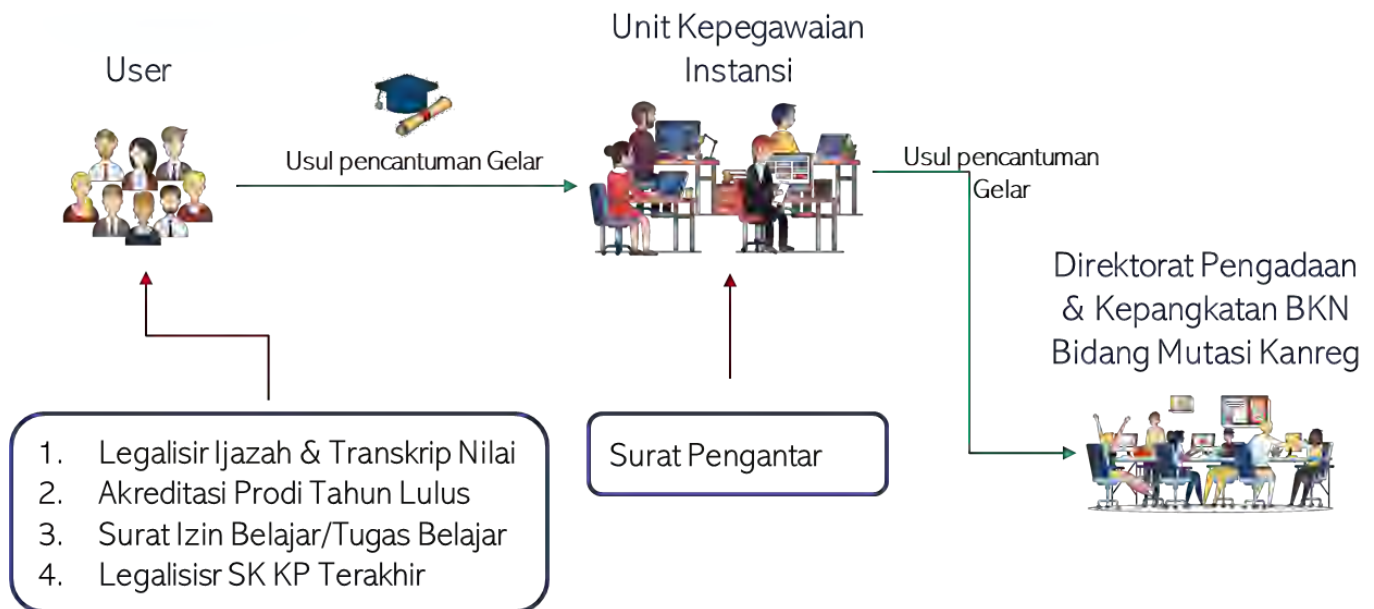 Unit Kepegawaian
Instansi
User
Usul pencantuman Gelar
Usul pencantuman
Gelar
Direktorat Pengadaan
& Kepangkatan BKN
Bidang Mutasi Kanreg
1. Legalisir Ijazah & Transkrip Nilai
2. Akreditasi Prodi Tahun Lulus
3. Surat Izin Belajar/Tugas Belajar
4. Legalisisr SK KP Terakhir
Surat Pengantar